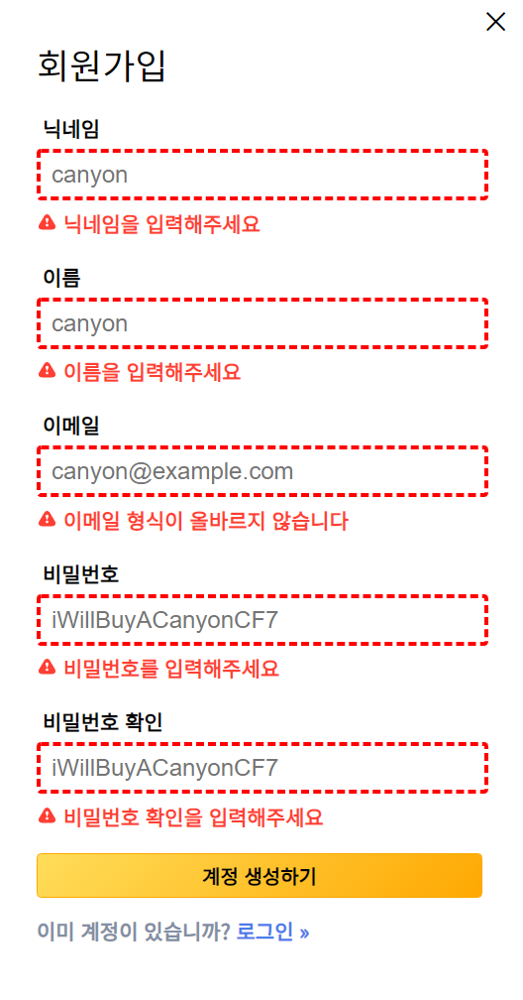 회원가입
닉네임
canyon
닉네임을 입력해주세요
이름
canyon
이름을 입력해주세요
이메일
canyon@example.com
이메일 형식이 올바르지 않습니다
비밀번호
iWillBuyACanyonCF7
비밀번호를 입력해주세요
비밀번호 확인
iWillBuyACanyonCF7
비밀번호 확인을 입력해주세요
계정 생성하기
이미 계정이 있습니까? 로그인 »